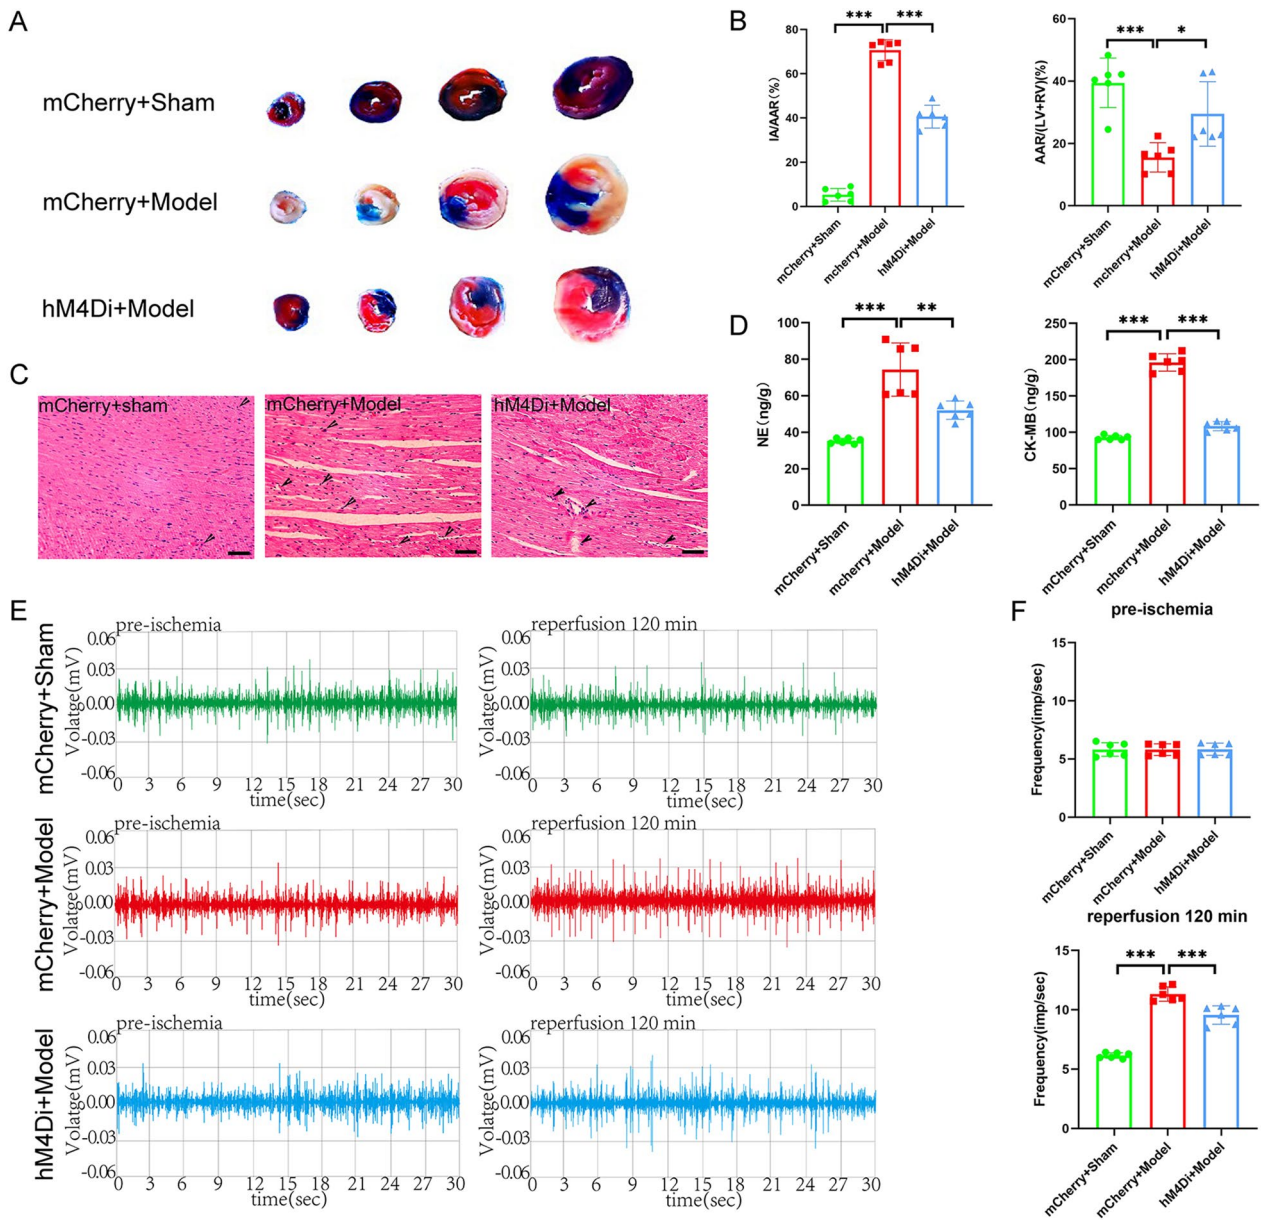 A
mCherry+Sham
mCherry+Model
hM4Di+Model
B
***
***
80
60
40
20
0
IA/AAR(%)
mCherry+Sham
mcherry+Model
hM4Di+Model
***
*
60
40
20
0
AAR/(LV+RV)(%)
mCherry+Sham
mcherry+Model
hM4Di+Model
C
mCherry+sham
mCherry+Model
hM4Di+Model
D
***
**
100
80
60
40
20
0
NE(ng/g)
mCherry+Sham
mcherry+Model
hM4Di+Model
***
***
250
200
150
100
50
0
CK-MB(ng/g)
mCherry+Sham
mcherry+Model
hM4Di+Model
E
mCherry+Sham
pre-ischemia
0.06
0.03
0.00
-0.03
-0.06
Volatge(mV)
0 3 6 9 12 15 18 21 24 27 30
time(sec)
reperfusion 120 min
0.06
0.03
0.00
-0.03
-0.06
Volatge(mV)
0 3 6 9 12 15 18 21 24 27 30
time(sec)
mCherry+Model
pre-ischemia
0.06
0.03
0.00
-0.03
-0.06
Volatge(mV)
0 3 6 9 12 15 18 21 24 27 30
time(sec)
reperfusion 120 min
0.06
0.03
0.00
-0.03
-0.06
Volatge(mV)
0 3 6 9 12 15 18 21 24 27 30
time(sec)
hM4Di+Model
pre-ischemia
0.06
0.03
0.00
-0.03
-0.06
Volatge(mV)
0 3 6 9 12 15 18 21 24 27 30
time(sec)
reperfusion 120 min
0.06
0.03
0.00
-0.03
-0.06
Volatge(mV)
0 3 6 9 12 15 18 21 24 27 30
time(sec)
F
pre-ischemia
15
10
5
0
Frequency(imp/sec)
mCherry+Sham
mcherry+Model
hM4Di+Model
reperfusion 120 min
***
***
15
10
5
0
Frequency(imp/sec)
mCherry+Sham
mCherry+Model
hM4Di+Model